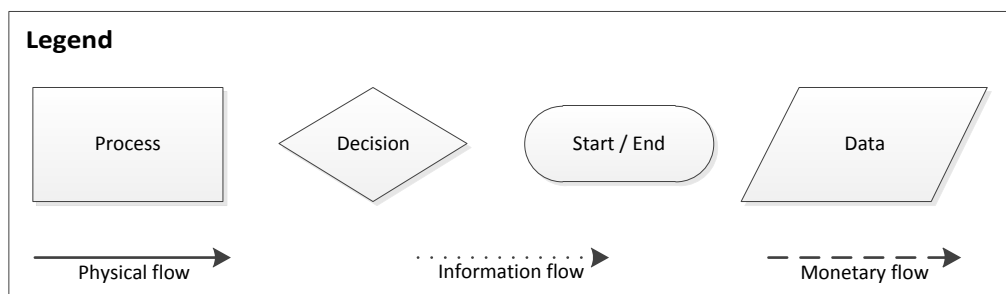 Legend
Process
Decision
Start / End
Data
Physical flow
Information flow
Monetary flow